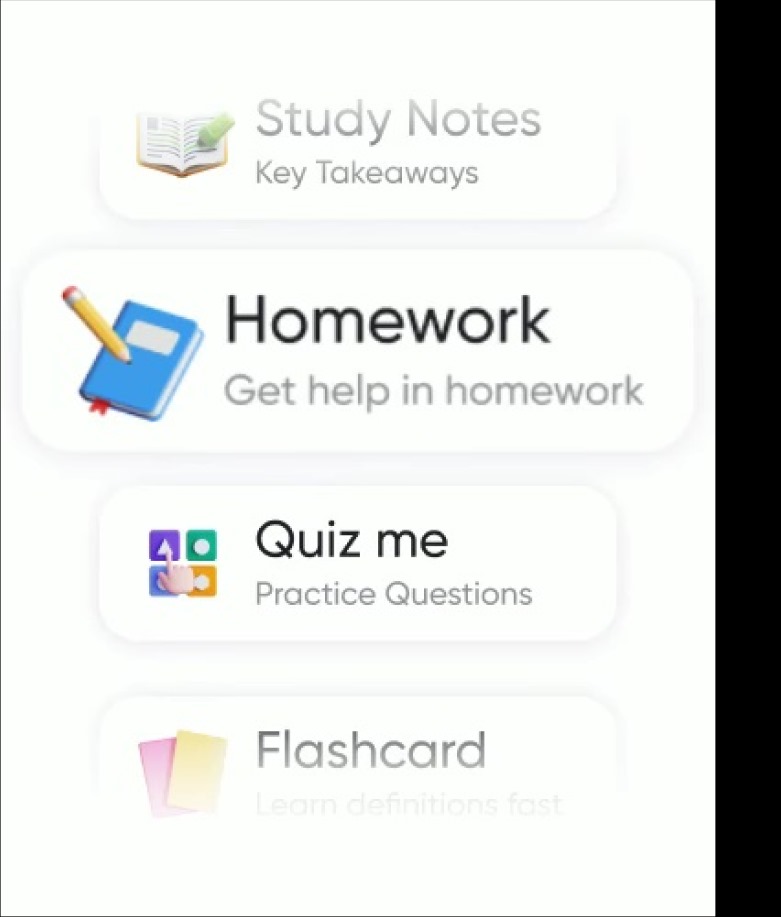 Study Notes
Key Takeaways
Homework
Get help in homework
Quiz me
Practice Questions
Flashcard
Learn definitions fast